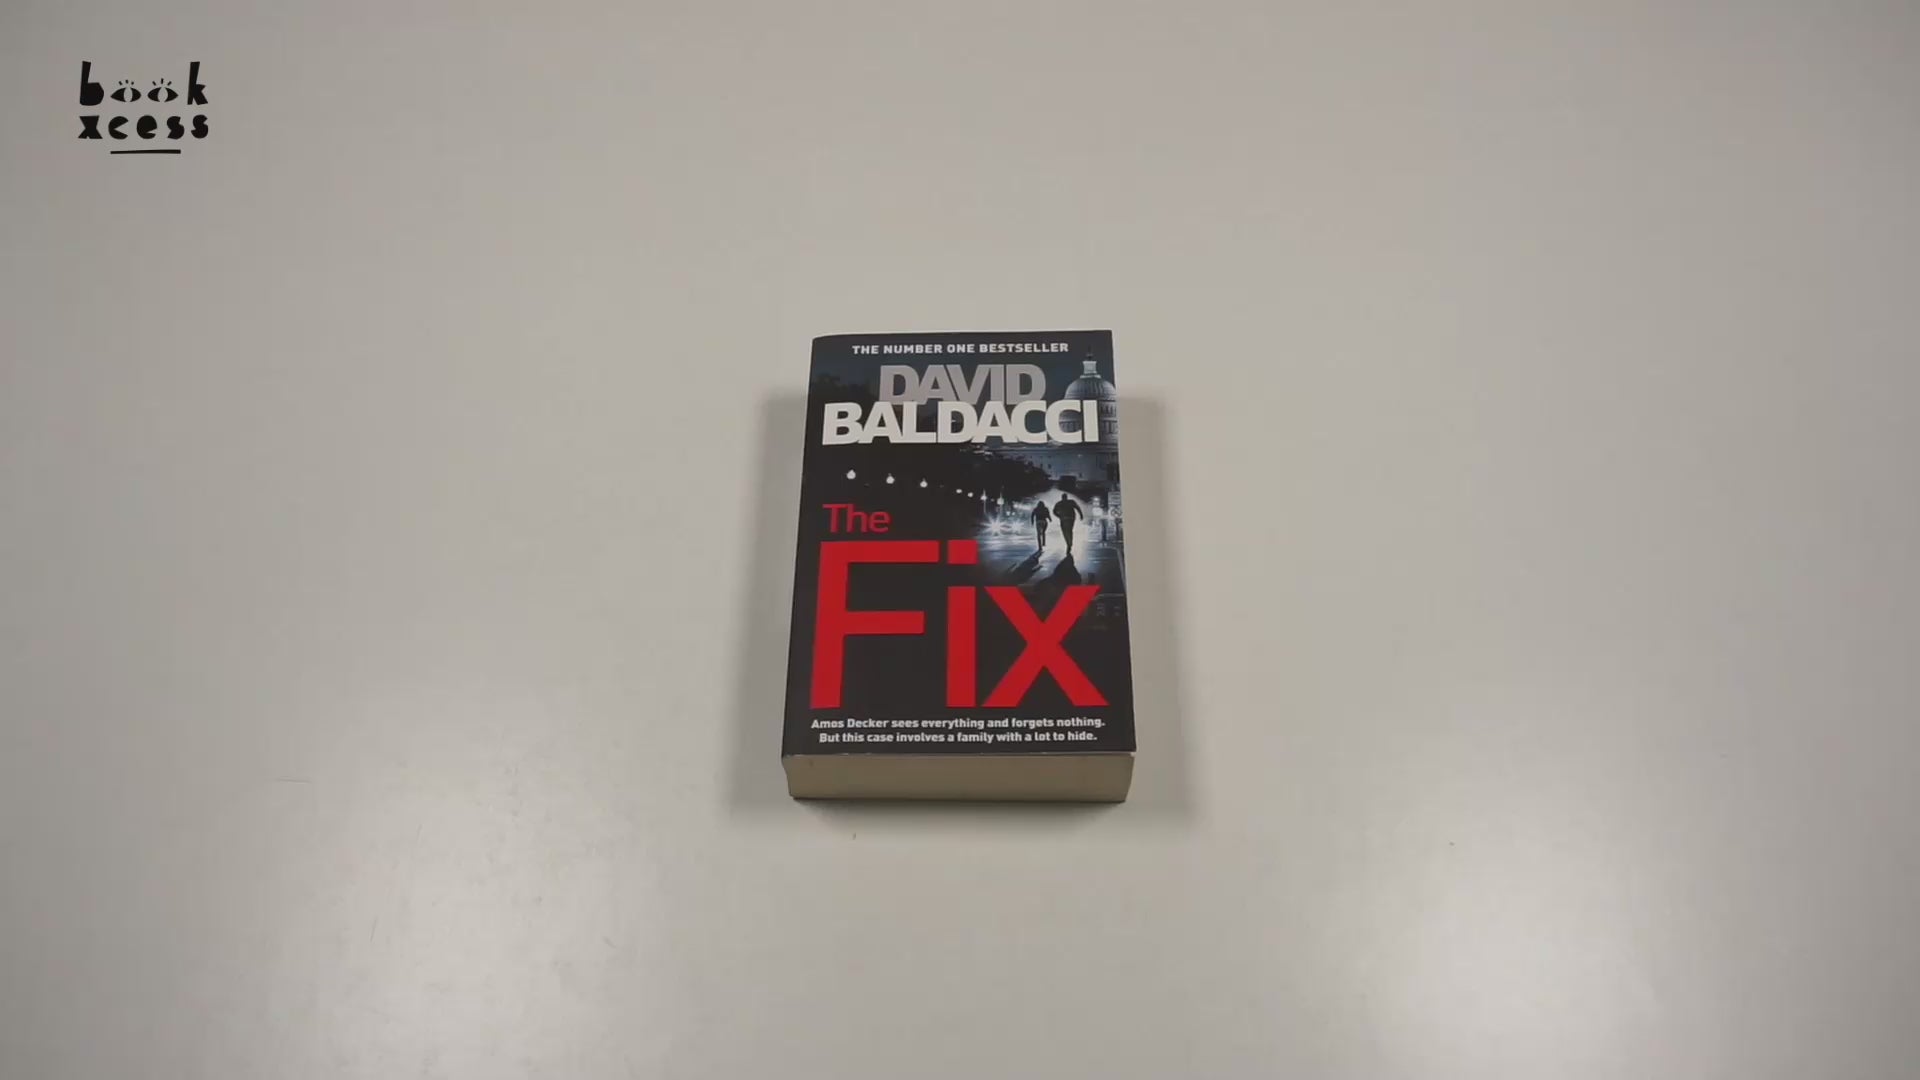 book
xcess
THE NUMBER ONE BESTSELLER
DAVID
BALDACCI
The
Fix
Amos Decker sees everything and forgets nothing.
But this case involves a family with a lot to hide.